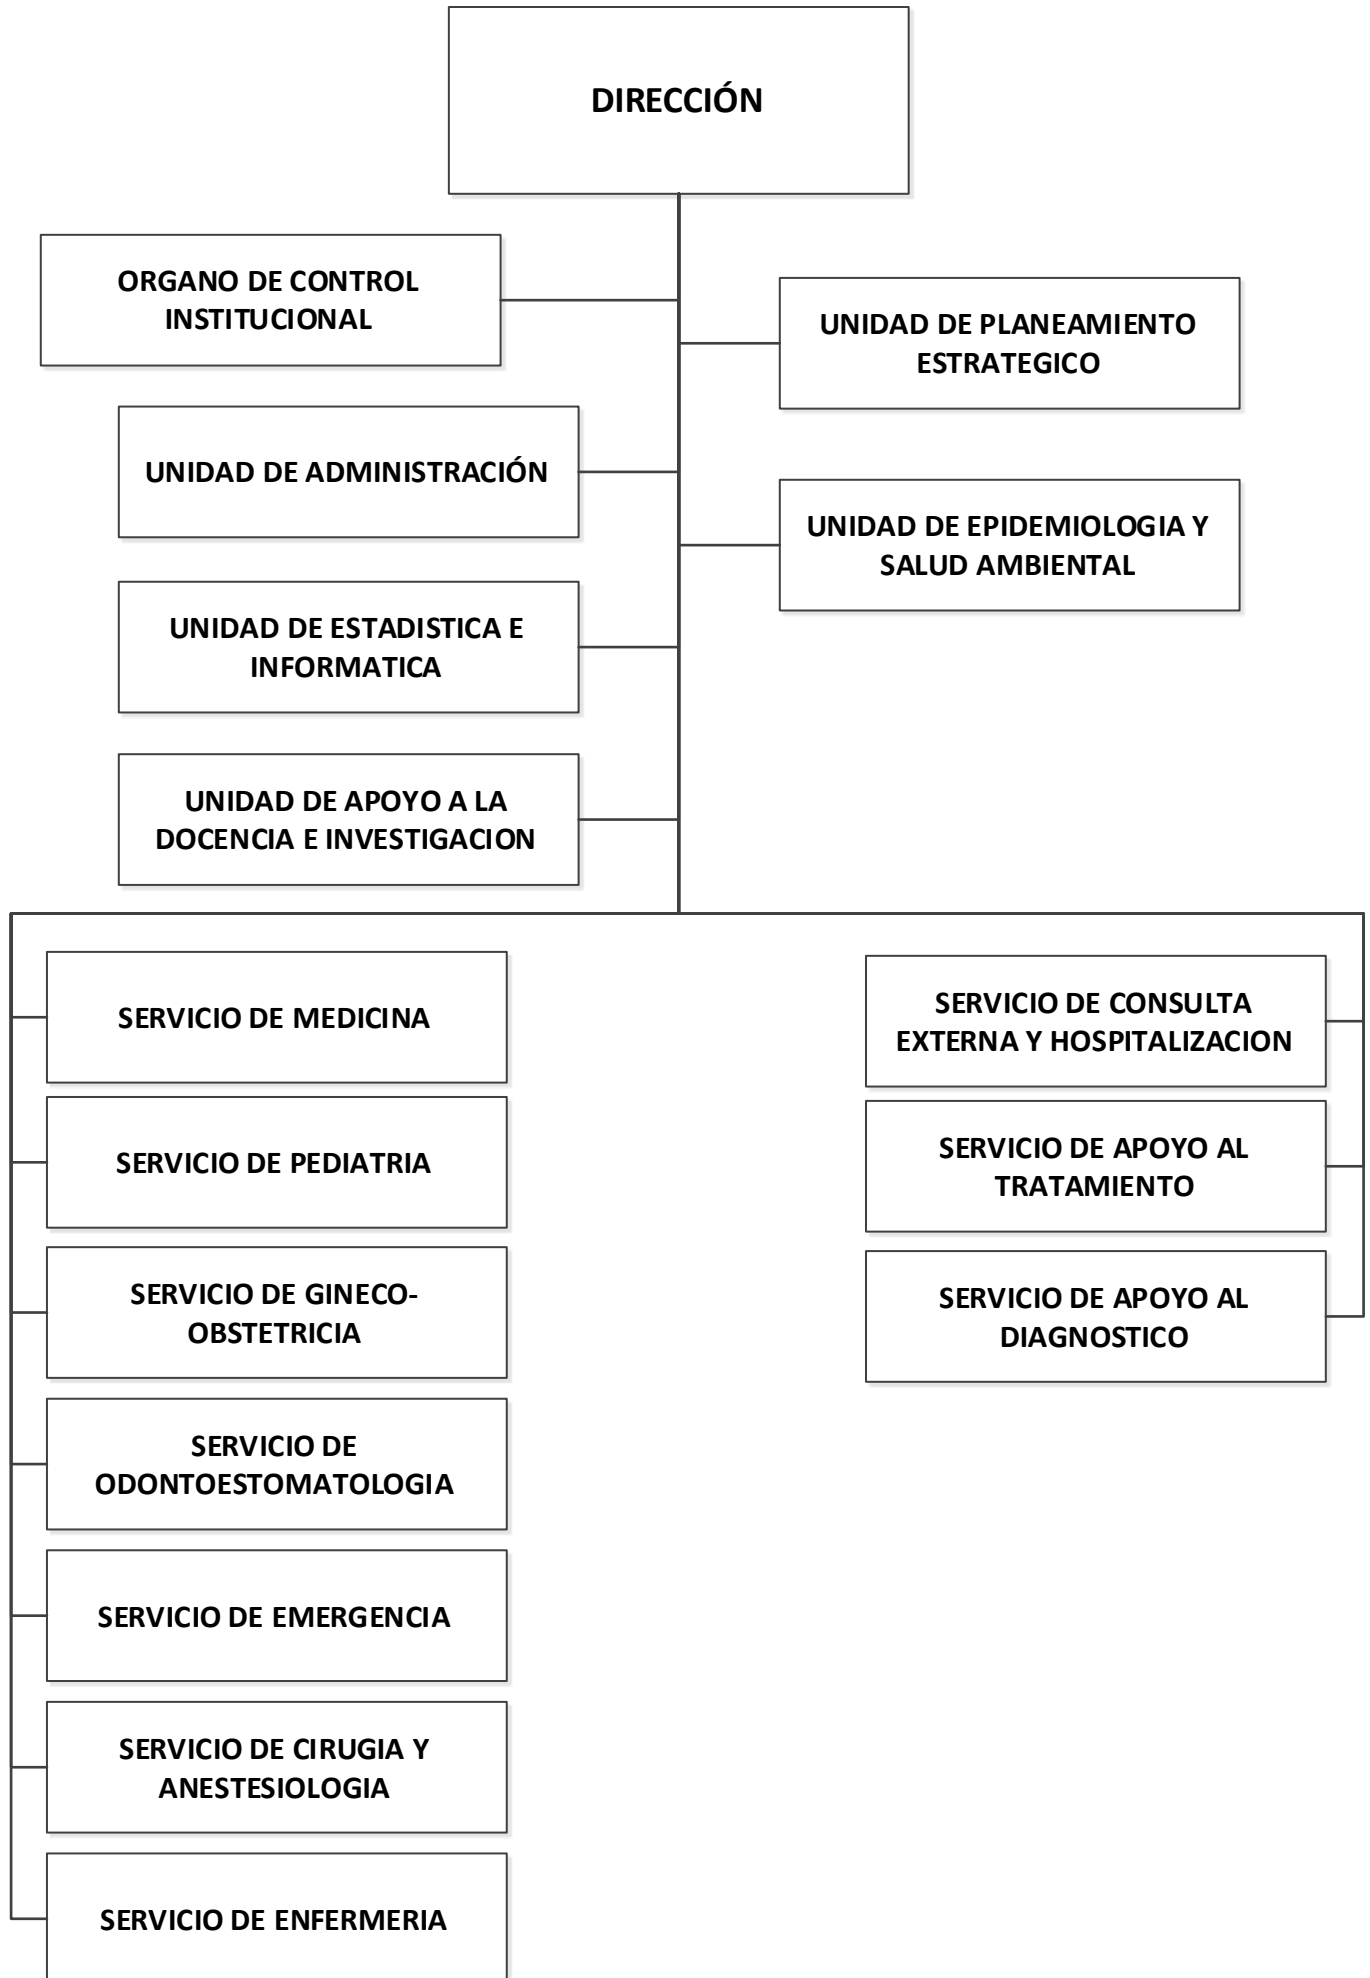 DIRECCIÓN
ORGANO DE CONTROL
INSTITUCIONAL
UNIDAD DE PLANEAMIENTO
ESTRATEGICO
UNIDAD DE ADMINISTRACIÓN
UNIDAD DE EPIDEMIOLOGIA Y
SALUD AMBIENTAL
UNIDAD DE ESTADISTICA E
INFORMATICA
UNIDAD DE APOYO A LA
DOCENCIA E INVESTIGACION
SERVICIO DE MEDICINA
SERVICIO DE PEDIATRIA
SERVICIO DE GINECO-
OBSTETRICIA
SERVICIO DE
ODONTOESTOMATOLOGIA
SERVICIO DE EMERGENCIA
SERVICIO DE CIRUGIA Y
ANESTESIOLOGIA
SERVICIO DE ENFERMERIA
SERVICIO DE CONSULTA
EXTERNA Y HOSPITALIZACION
SERVICIO DE APOYO AL
TRATAMIENTO
SERVICIO DE APOYO AL
DIAGNOSTICO